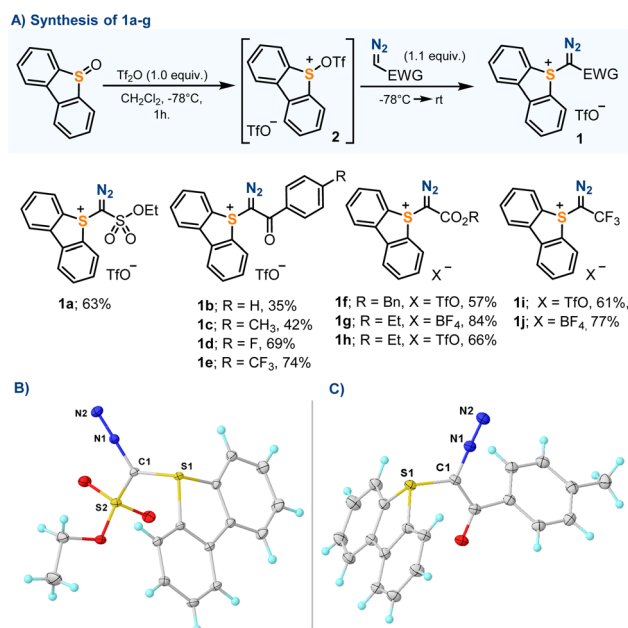 A) Synthesis of 1a-g
S
O
Tf₂O (1.0 equiv.)
CH₂Cl₂, -78°C,
1h.
+
S
OTf
TfO⁻
2
N₂
EWG
(1.1 equiv.)
-78°C → rt
N₂
+
S
EWG
TfO⁻
1
N₂
+
S
S
OEt
O O
TfO⁻
1a; 63%
N₂
+
S
O
R
TfO⁻
1b; R = H, 35%
1c; R = CH₃, 42%
1d; R = F, 69%
1e; R = CF₃, 74%
N₂
+
S
CO₂R
X⁻
1f; R = Bn, X = TfO, 57%
1g; R = Et, X = BF₄, 84%
1h; R = Et, X = TfO, 66%
N₂
+
S
CF₃
X⁻
1i; X = TfO, 61%,
1j; X = BF₄, 77%
B)
N2
N1
C1
S1
S2
C)
N2
N1
S1
C1